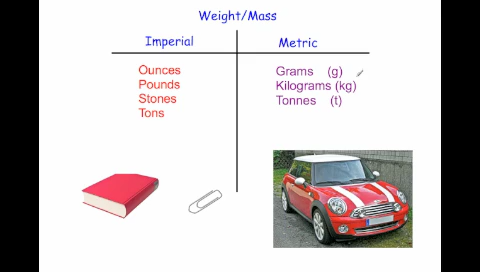 Weight/Mass
Imperial
Metric
Ounces
Pounds
Stones
Tons
Grams (g)
Kilograms (kg)
Tonnes (t)